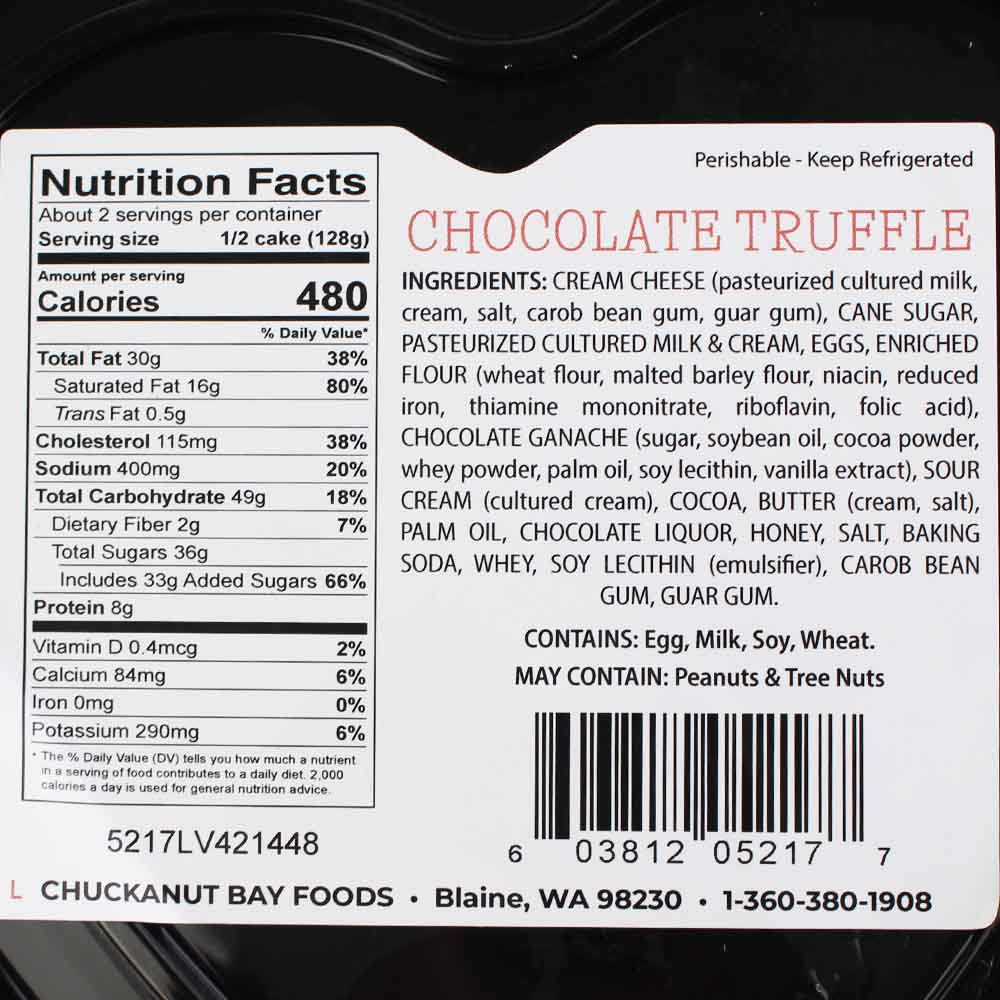 Nutrition Facts
About 2 servings per container
Serving size 1/2 cake (128g)
Amount per serving
Calories 480
% Daily Value*
Total Fat 30g 38%
Saturated Fat 16g 80%
Trans Fat 0.5g
Cholesterol 115mg 38%
Sodium 400mg 20%
Total Carbohydrate 49g 18%
Dietary Fiber 2g 7%
Total Sugars 36g
Includes 33g Added Sugars 66%
Protein 8g
Vitamin D 0.4mcg 2%
Calcium 84mg 6%
Iron 0mg 0%
Potassium 290mg 6%
* The % Daily Value (DV) tells you how much a nutrient
in a serving of food contributes to a daily diet. 2,000
calories a day is used for general nutrition advice.
5217LV421448
Perishable - Keep Refrigerated
CHOCOLATE TRUFFLE
INGREDIENTS: CREAM CHEESE (pasteurized cultured milk,
cream, salt, carob bean gum, guar gum), CANE SUGAR,
PASTEURIZED CULTURED MILK & CREAM, EGGS, ENRICHED
FLOUR (wheat flour, malted barley flour, niacin, reduced
iron, thiamine mononitrate, riboflavin, folic acid),
CHOCOLATE GANACHE (sugar, soybean oil, cocoa powder,
whey powder, palm oil, soy lecithin, vanilla extract), SOUR
CREAM (cultured cream), COCOA, BUTTER (cream, salt),
PALM OIL, CHOCOLATE LIQUOR, HONEY, SALT, BAKING
SODA, WHEY, SOY LECITHIN (emulsifier), CAROB BEAN
GUM, GUAR GUM.
CONTAINS: Egg, Milk, Soy, Wheat.
MAY CONTAIN: Peanuts & Tree Nuts
6 03812 05217 7
L CHUCKANUT BAY FOODS • Blaine, WA 98230 • 1-360-380-1908